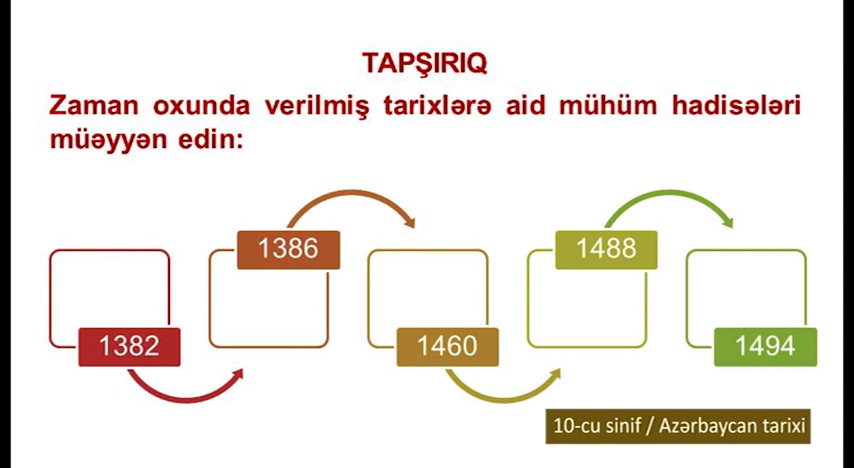 TAPŞIRIQ
Zaman oxunda verilmiş tarixlərə aid mühüm hadisələri
müəyyən edin:
1382
1386
1460
1488
1494
10-cu sinif / Azərbaycan tarixi